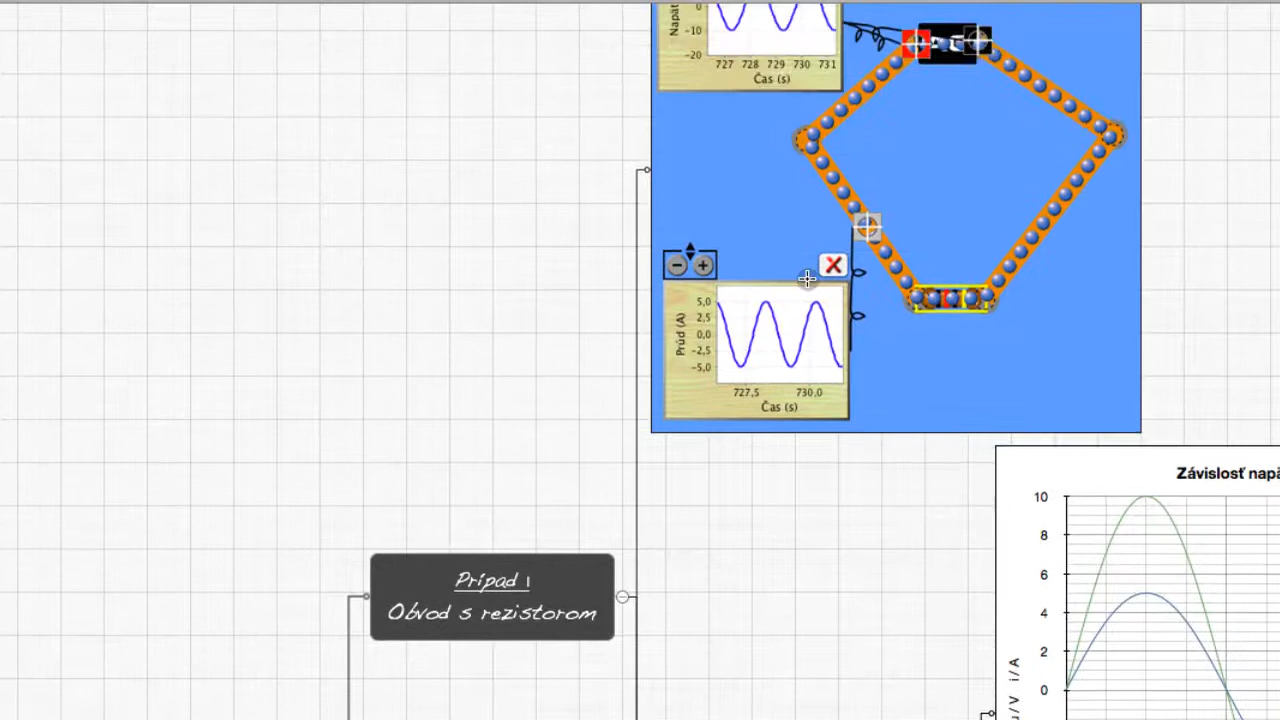 Napät
0
-10
-20
727 728 729 730 731
Čas (s)
Prúd (A)
5,0
2,5
0,0
-2,5
-5,0
727,5 730,0
Čas (s)
Prípad 1
Obvod s rezistorom
Závislosť napä
10
8
6
4
2
0
u / V i / A